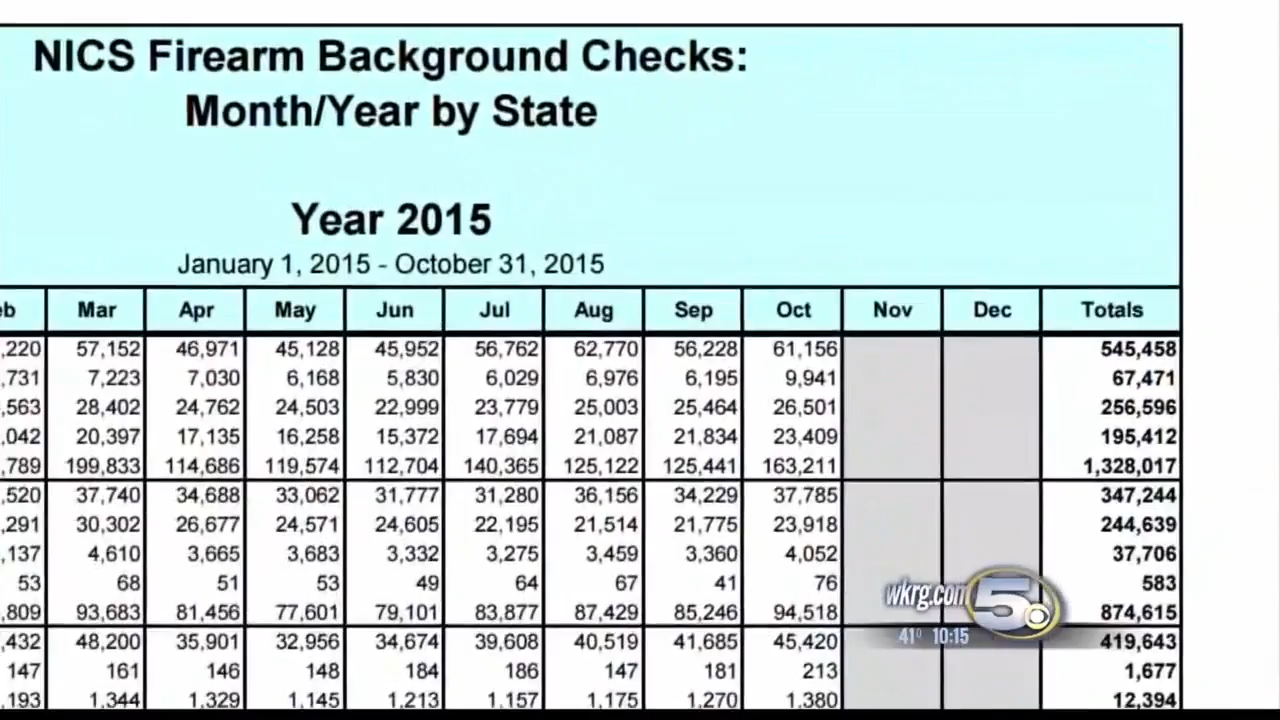 NICS Firearm Background Checks:
Month/Year by State
Year 2015
January 1, 2015 - October 31, 2015
eb Mar Apr May Jun Jul Aug Sep Oct Nov Dec Totals
,220 57,152 46,971 45,128 45,952 56,762 62,770 56,228 61,156 545,458
,731 7,223 7,030 6,168 5,830 6,029 6,976 6,195 9,941 67,471
,563 28,402 24,762 24,503 22,999 23,779 25,003 25,464 26,501 256,596
,042 20,397 17,135 16,258 15,372 17,694 21,087 21,834 23,409 195,412
,789 199,833 114,686 119,574 112,704 140,365 125,122 125,441 163,211 1,328,017
,520 37,740 34,688 33,062 31,777 31,280 36,156 34,229 37,785 347,244
,291 30,302 26,677 24,571 24,605 22,195 21,514 21,775 23,918 244,639
,137 4,610 3,665 3,683 3,332 3,275 3,459 3,360 4,052 37,706
53 68 51 53 49 64 67 41 76 583
,809 93,683 81,456 77,601 79,101 83,877 87,429 85,246 94,518 874,615
,432 48,200 35,901 32,956 34,674 39,608 40,519 41,685 45,420 419,643
147 161 146 148 184 186 147 181 213 1,677
,193 1,344 1,329 1,145 1,213 1,157 1,175 1,270 1,380 12,394
wkrg.com 5
41° 10:15